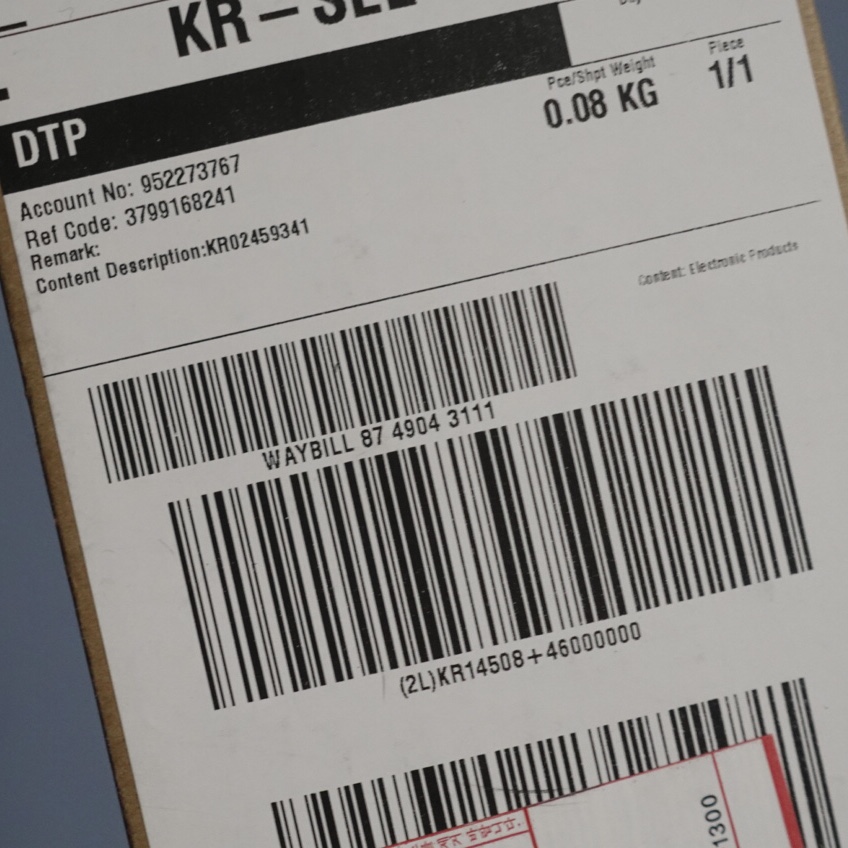 KR – SEL
Pce/Shpt Weight
Piece
0.08 KG
1/1
DTP
Account No: 952273767
Ref Code: 3799168241
Remark:
Content Description:KR02459341
Content: Electronic Products
WAYBILL 87 4904 3111
(2L)KR14508+46000000
1300